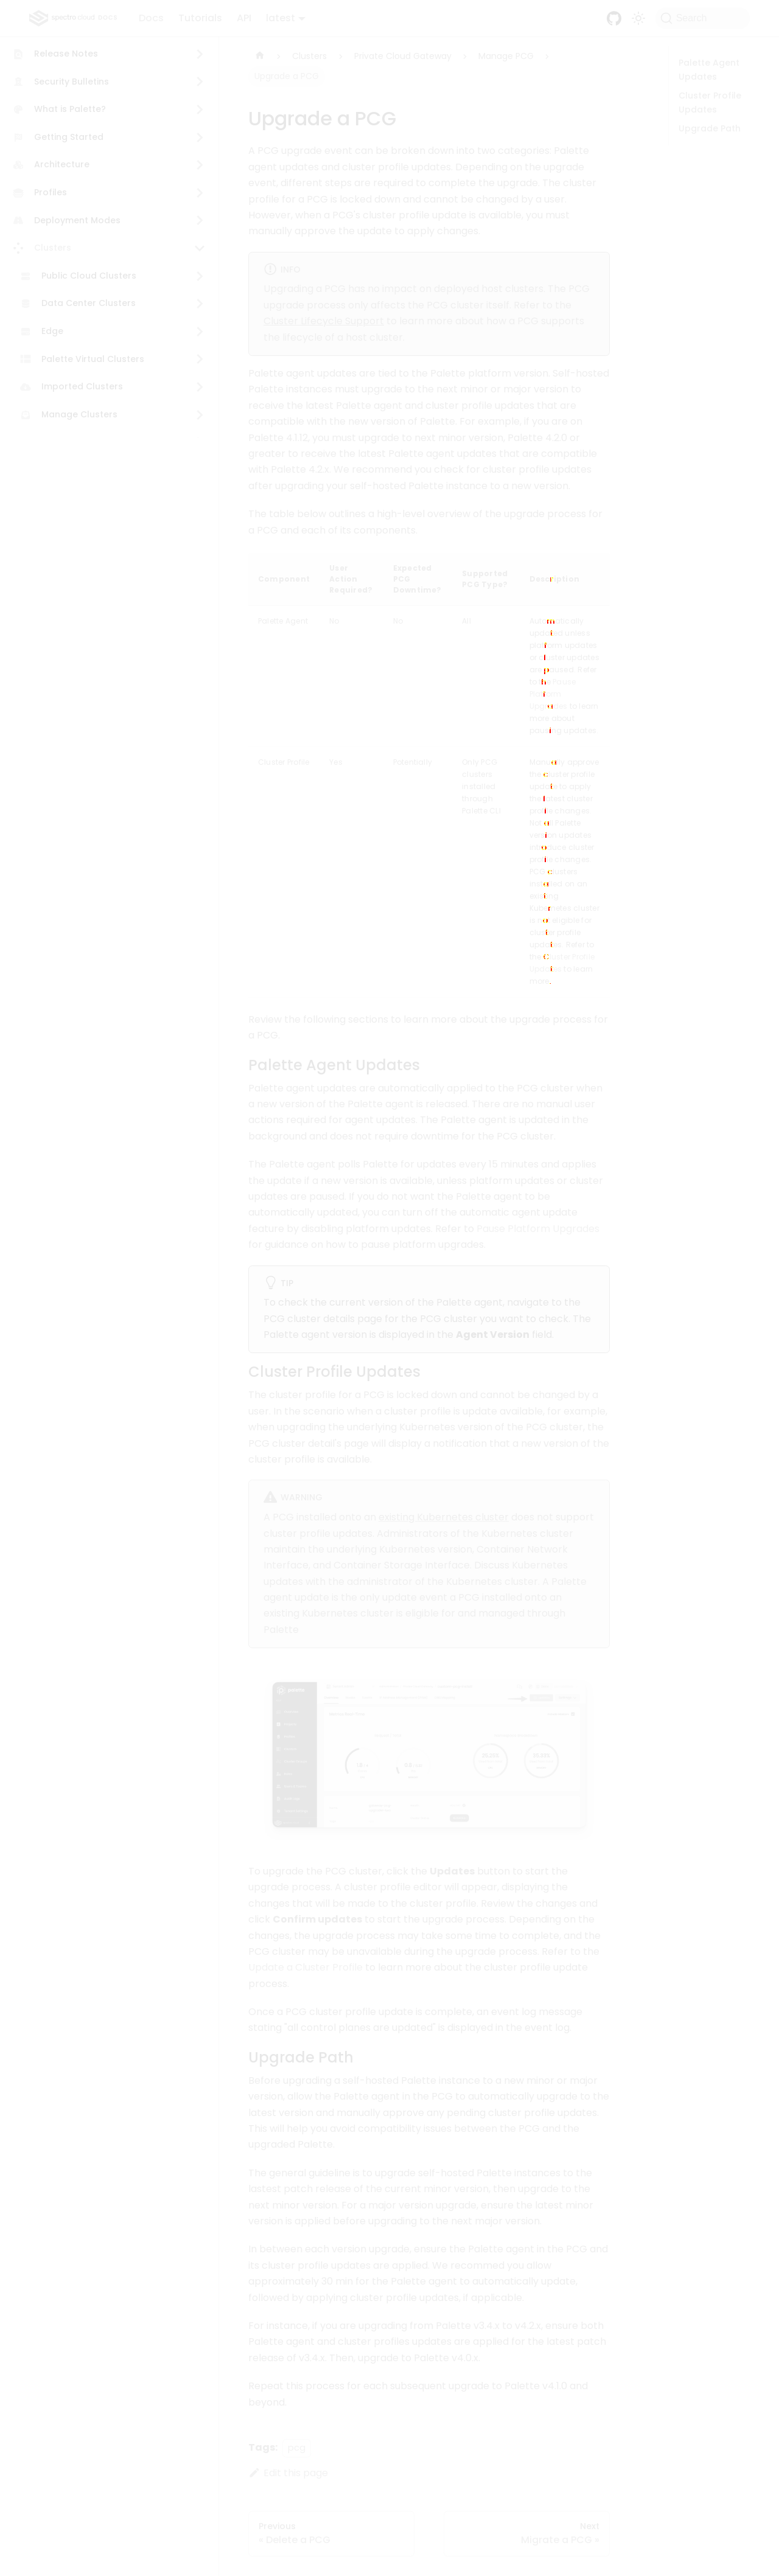 spectro cloud DOCS
Docs Tutorials API latest
Search
Release Notes
Security Bulletins
What is Palette?
Getting Started
Architecture
Profiles
Deployment Modes
Clusters
Public Cloud Clusters
Data Center Clusters
Edge
Palette Virtual Clusters
Imported Clusters
Manage Clusters
Clusters Private Cloud Gateway Manage PCG
Upgrade a PCG
Palette Agent
Updates
Cluster Profile
Updates
Upgrade Path
Upgrade a PCG
A PCG upgrade event can be broken down into two categories: Palette
agent updates and cluster profile updates. Depending on the upgrade
event, different steps are required to complete the upgrade. The cluster
profile for a PCG is locked down and cannot be changed by a user.
However, when a PCG's cluster profile update is available, you must
manually approve the update to apply changes.
INFO
Upgrading a PCG has no impact on deployed host clusters. The PCG
upgrade process only affects the PCG cluster itself. Refer to the
Cluster Lifecycle Support to learn more about how a PCG supports
the lifecycle of a host cluster.
Palette agent updates are tied to the Palette platform version. Self-hosted
Palette instances must upgrade to the next minor or major version to
receive the latest Palette agent and cluster profile updates that are
compatible with the new version of Palette. For example, if you are on
Palette 4.1.12, you must upgrade to next minor version, Palette 4.2.0 or
greater to receive the latest Palette agent updates that are compatible
with Palette 4.2.x. We recommend you check for cluster profile updates
after upgrading your self-hosted Palette instance to a new version.
The table below outlines a high-level overview of the upgrade process for
a PCG and each of its components.
Component
User
Action
Required?
Expected
PCG
Downtime?
Supported
PCG Type?
Description
Palette Agent
No
No
All
Automatically
updated unless
platform updates
or cluster updates
are paused. Refer
to more about
pausing updates.
Cluster Profile
Yes
Potentially
Only PCG
clusters
installed
through
Palette CLI
Manually approve
the cluster profile
update to apply
the latest cluster
profile changes.
Review the following sections to learn more about the upgrade process for
a PCG.
Palette Agent Updates
Palette agent updates are automatically applied to the PCG cluster when
a new version of the Palette agent is released. There are no manual user
actions required for agent updates. The Palette agent is updated in the
background and does not require downtime for the PCG cluster.
The Palette agent polls Palette for updates every 15 minutes and applies
the update if a new version is available, unless platform updates or cluster
updates are paused. If you do not want the Palette agent to be
automatically updated, you can turn off the automatic agent update
feature by disabling platform updates. Refer to Pause Platform Upgrades
for guidance on how to pause platform upgrades.
TIP
To check the current version of the Palette agent, navigate to the
PCG cluster details page for the PCG cluster you want to check. The
Palette agent version is displayed in the Agent Version field.
Cluster Profile Updates
The cluster profile for a PCG is locked down and cannot be changed by a
user. In the scenario when a cluster profile is update available, for example,
when upgrading the underlying Kubernetes version of the PCG cluster, the
PCG cluster detail's page will display a notification that a new version of the
cluster profile is available.
WARNING
A PCG installed onto an existing Kubernetes cluster does not support
cluster profile updates. Administrators of the Kubernetes cluster
maintain the underlying Kubernetes version, Container Network
Interface, and Container Storage Interface. Discuss Kubernetes
updates with the administrator of the Kubernetes cluster. A Palette
agent update is the only update event a PCG installed onto an
existing Kubernetes cluster is eligible for and managed through
Palette.
To upgrade the PCG cluster, click the Updates button to start the
upgrade process. A cluster profile editor will appear, displaying the
changes that will be made to the cluster profile. Review the changes and
click Confirm updates to start the upgrade process. Depending on the
changes, the upgrade process may take some time to complete, and the
PCG cluster may be unavailable during the upgrade process. Refer to the
Update a Cluster Profile to learn more about the cluster profile update
process.
Once a PCG cluster profile update is complete, an event log message
stating "all control planes are updated" is displayed in the event log.
Upgrade Path
Before upgrading a self-hosted Palette instance to a new minor or major
version, allow the Palette agent in the PCG to automatically upgrade to the
latest version and manually approve any pending cluster profile updates.
This will help you avoid compatibility issues between the PCG and the
upgraded Palette.
The general guideline is to upgrade self-hosted Palette instances to the
lastest patch release of the current minor version, then upgrade to the
next minor version. For a major version upgrade, ensure the latest minor
version is applied before upgrading to the next major version.
In between each version upgrade, ensure the Palette agent in the PCG and
its cluster profile updates are applied. We recommed you allow
approximately 30 min for the Palette agent to automatically update,
followed by applying cluster profile updates, if applicable.
For instance, if you are upgrading from Palette v3.4.x to v4.2.x, ensure both
Palette agent and cluster profiles updates are applied for the latest patch
release of v3.4.x. Then, upgrade to Palette v4.0.x.
Repeat this process for each subsequent upgrade to Palette v4.1.0 and
beyond.
Tags: pcg
Edit this page
Previous
« Delete a PCG
Next
Migrate a PCG »